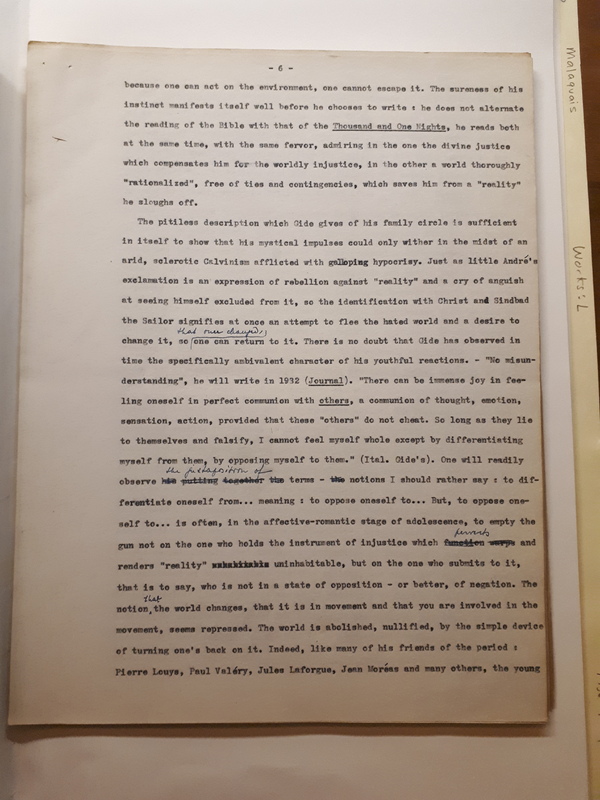 - 6 -
because one can act on the environment, one cannot escape it. The sureness of his
instinct manifests itself well before he chooses to write : he does not alternate
the reading of the Bible with that of the Thousand and One Nights, he reads both
at the same time, with the same fervor, admiring in the one the divine justice
which compensates him for the worldly injustice, in the other a world thoroughly
"rationalized", free of ties and contingencies, which saves him from a "reality"
he sloughs off.
The pitiless description which Gide gives of his family circle is sufficient
in itself to show that his mystical impulses could only wither in the midst of an
arid, sclerotic Calvinism afflicted with galloping hypocrisy. Just as little André's
exclamation is an expression of rebellion against "reality" and a cry of anguish
at seeing himself excluded from it, so the identification with Christ and Sindbad
the Sailor signifies at once an attempt to flee the hated world and a desire to
that once changed,
change it, so one can return to it. There is no doubt that Gide has observed in
time the specifically ambivalent character of his youthful reactions. - "No misun-
derstanding", he will write in 1932 (Journal). "There can be immense joy in fee-
ling oneself in perfect communion with others, a communion of thought, emotion,
sensation, action, provided that these "others" do not cheat. So long as they lie
to themselves and falsify, I cannot feel myself whole except by differentiating
myself from them, by opposing myself to them." (Ital. Gide's). One will readily
the juxtaposition of
observe his putting together the terms - the notions I should rather say : to dif-
ferentiate oneself from... meaning : to oppose oneself to... But, to oppose one-
self to... is often, in the affective-romantic stage of adolescence, to empty the
perverts
gun not on the one who holds the instrument of injustice which function warps and
renders "reality" uninhabitable, but on the one who submits to it,
that is to say, who is not in a state of opposition - or better, of negation. The
that
notion, the world changes, that it is in movement and that you are involved in the
movement, seems repressed. The world is abolished, nullified, by the simple device
of turning one's back on it. Indeed, like many of his friends of the period :
Pierre Louys, Paul Valéry, Jules Laforgue, Jean Moréas and many others, the young
Malaquais
Works: L